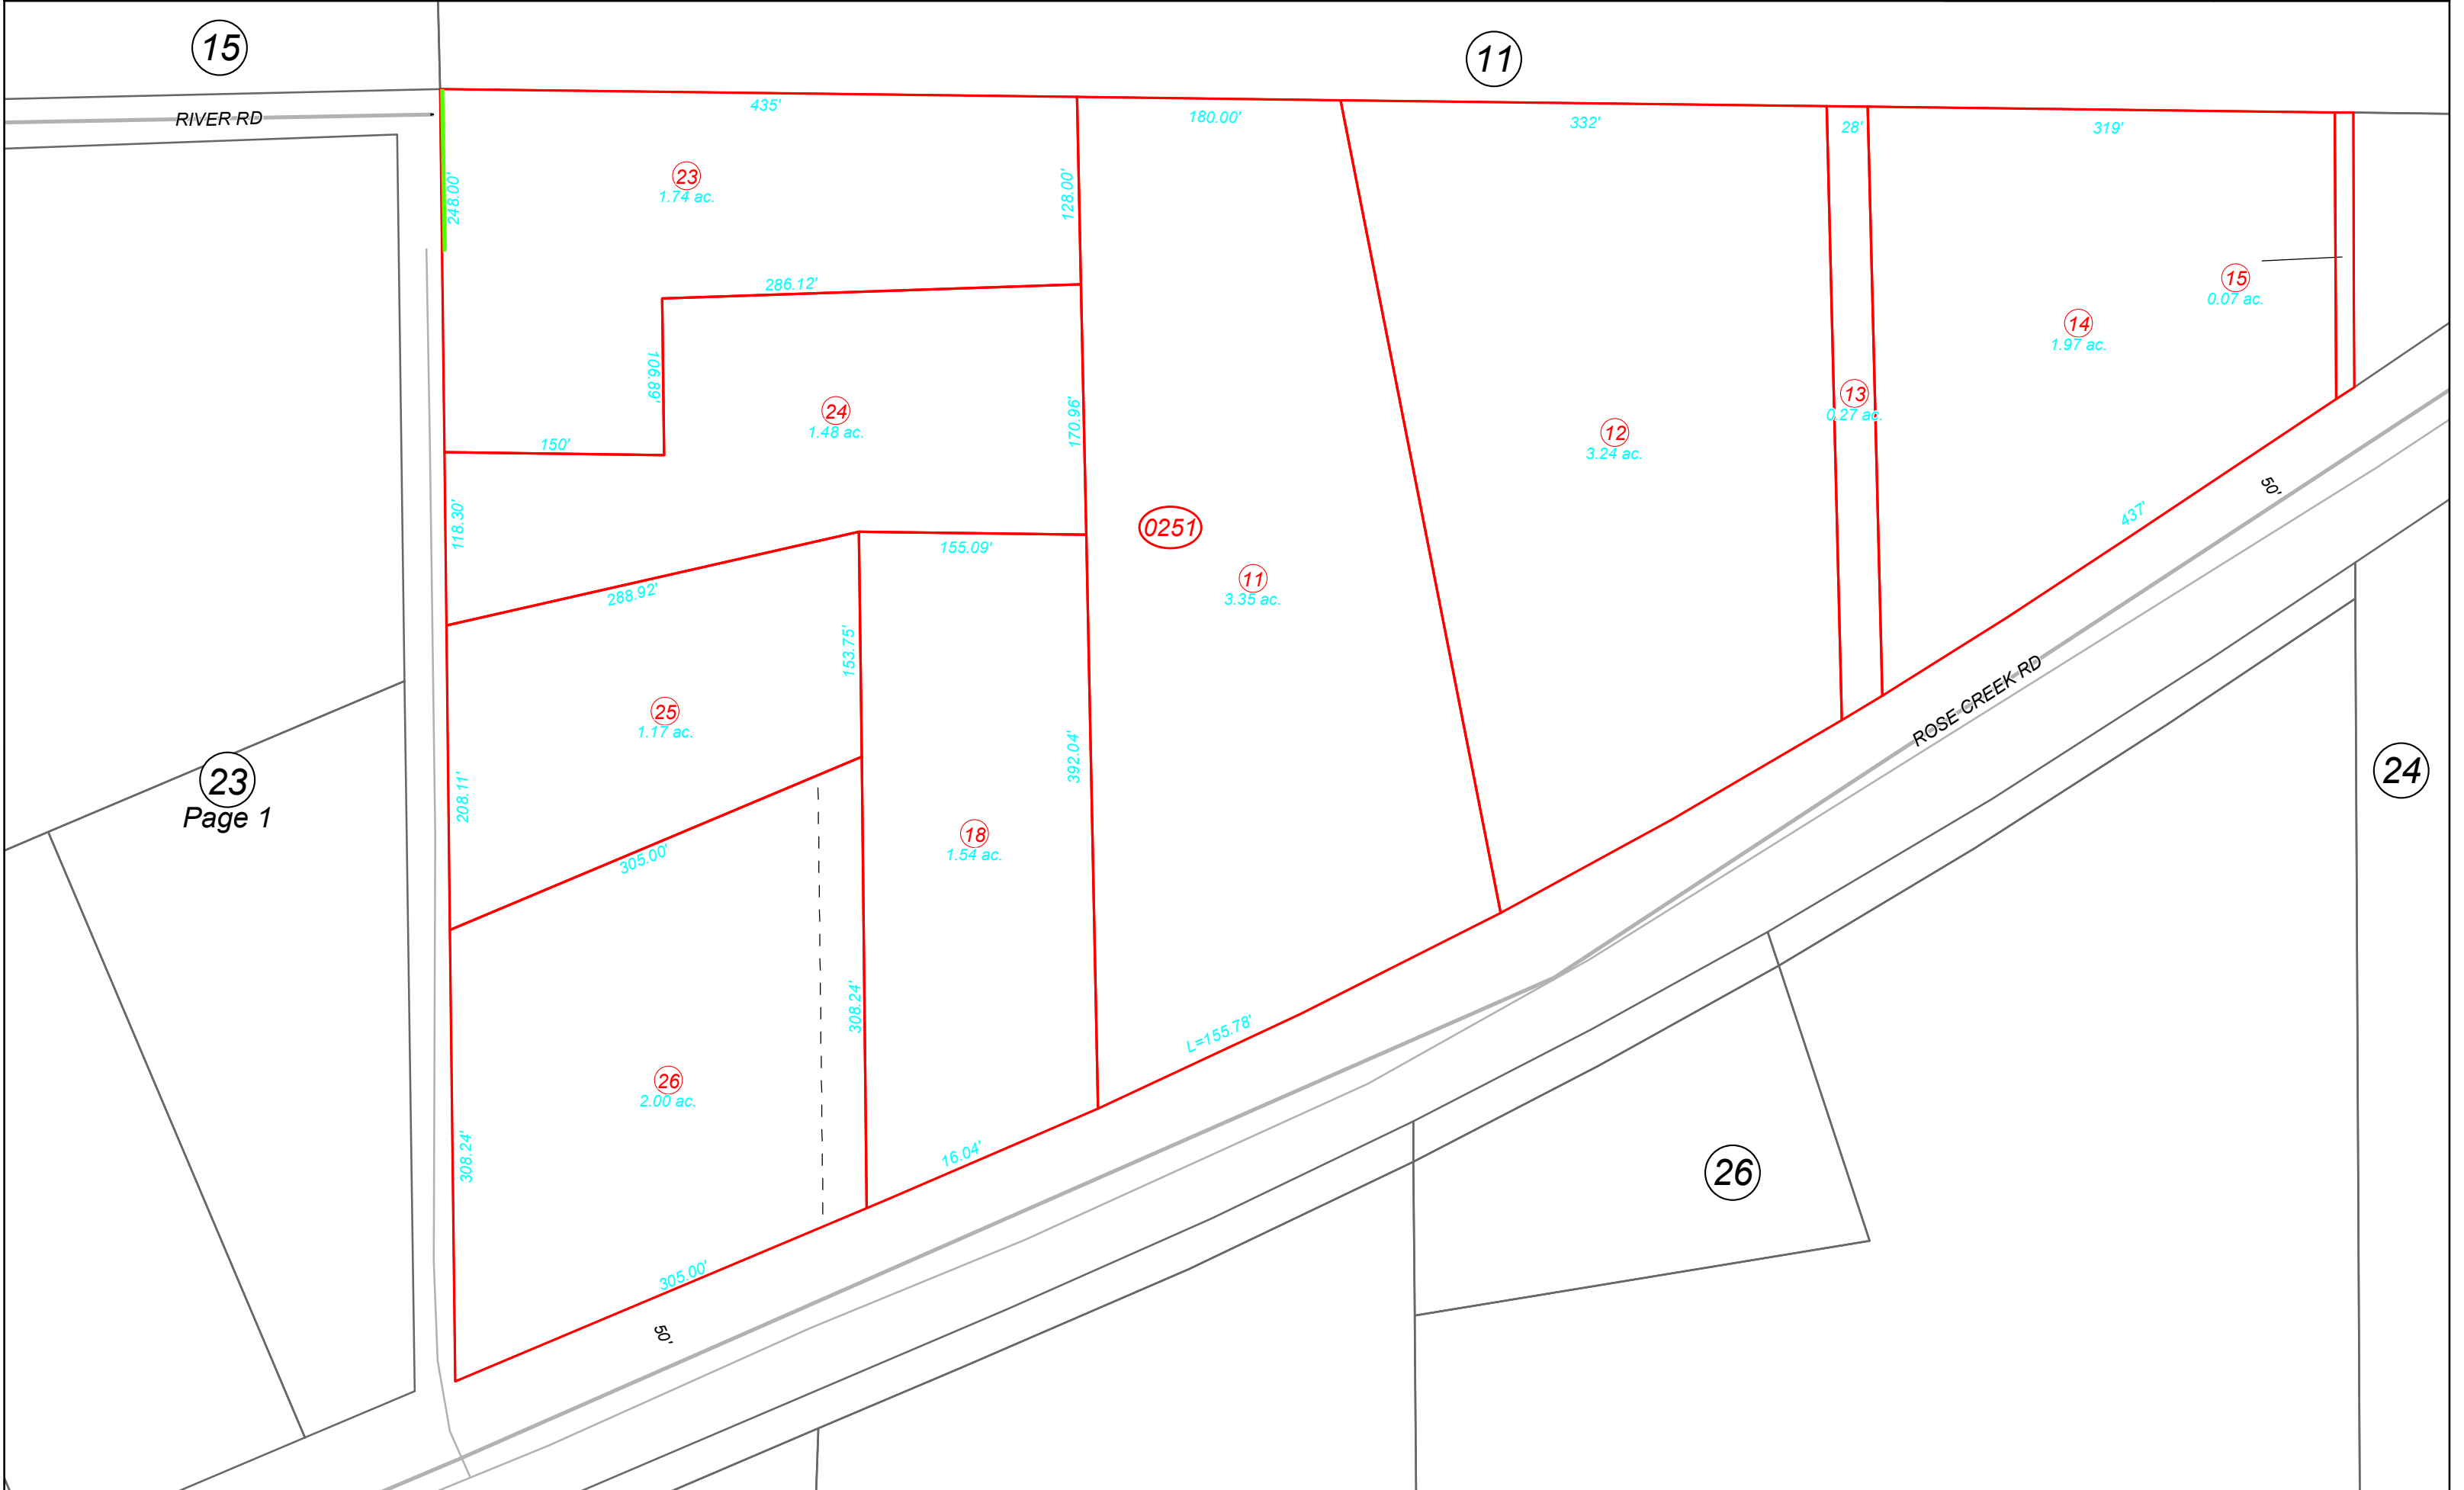 15
11
RIVER RD
435'
180.00'
332'
28'
319'
248.00'
23
1.74 ac.
128.00'
286.12'
15
0.07 ac.
14
1.97 ac.
106.89'
13
0.27 ac.
24
1.48 ac.
170.96'
12
3.24 ac.
150'
50'
118.30'
437'
0251
155.09'
11
3.35 ac.
288.92'
153.75'
ROSE CREEK RD
25
1.17 ac.
392.04'
23
Page 1
208.11'
24
18
1.54 ac.
305.00'
308.24'
L=155.78'
26
2.00 ac.
308.24'
16.04'
26
305.00'
50'